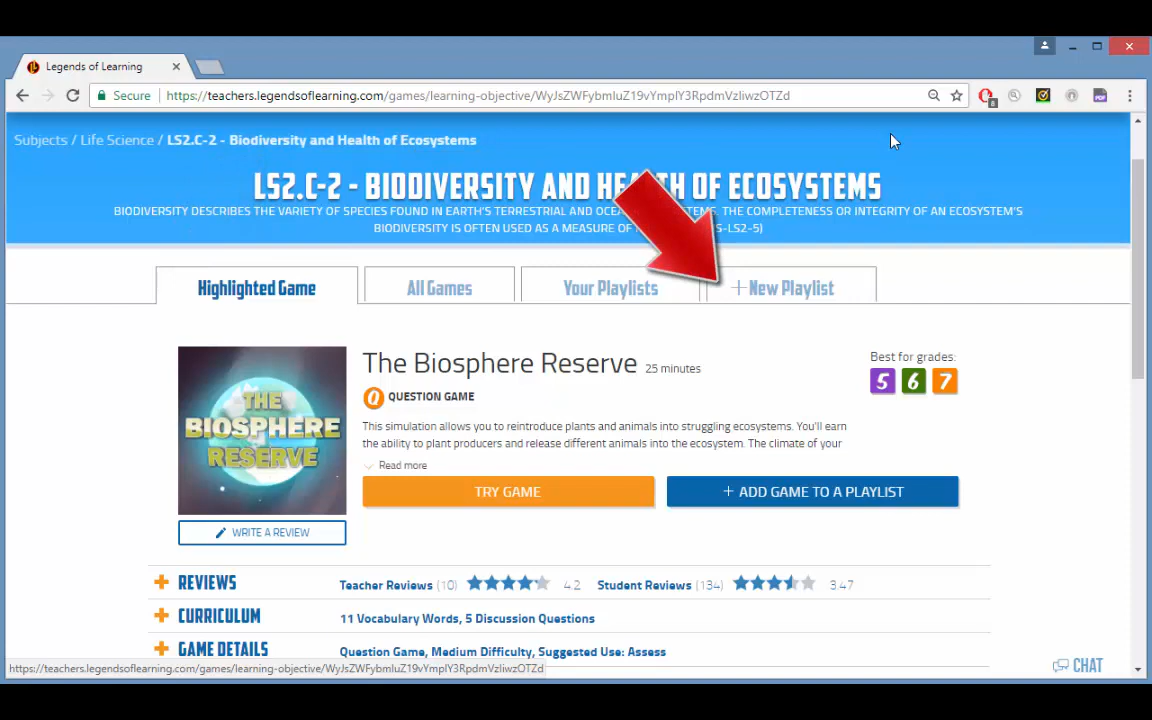 Legends of Learning
Secure
https://teachers.legendsoflearning.com/games/learning-objective/WyJsZWFybmluZ19vYmplY3RpdmVzIiwzOTZd
8
PDF
Subjects / Life Science / LS2.C-2 - Biodiversity and Health of Ecosystems
LS2.C-2 - BIODIVERSITY AND HEALTH OF ECOSYSTEMS
BIODIVERSITY DESCRIBES THE VARIETY OF SPECIES FOUND IN EARTH'S TERRESTRIAL AND THE COMPLETENESS OR INTEGRITY OF AN ECOSYSTEM'S
BIODIVERSITY IS OFTEN USED AS A MEASURE OF
Highlighted Game
All Games
Your Playlists
+New Playlist
The Biosphere Reserve 25 minutes
Best for grades:
5 6 7
Q QUESTION GAME
THE
BIOSPHERE
RESERVE
This simulation allows you to reintroduce plants and animals into struggling ecosystems. You'll earn
the ability to plant producers and release different animals into the ecosystem. The climate of your
Read more
TRY GAME
+ ADD GAME TO A PLAYLIST
WRITE A REVIEW
REVIEWS Teacher Reviews (10) 4.2 Student Reviews (134) 3.47
CURRICULUM 11 Vocabulary Words, 5 Discussion Questions
GAME DETAILS Question Game, Medium Difficulty, Suggested Use: Assess
https://teachers.legendsoflearning.com/games/learning-objective/WyJsZWFybmluZ19vYmplY3RpdmVzIiwzOTZd
CHAT